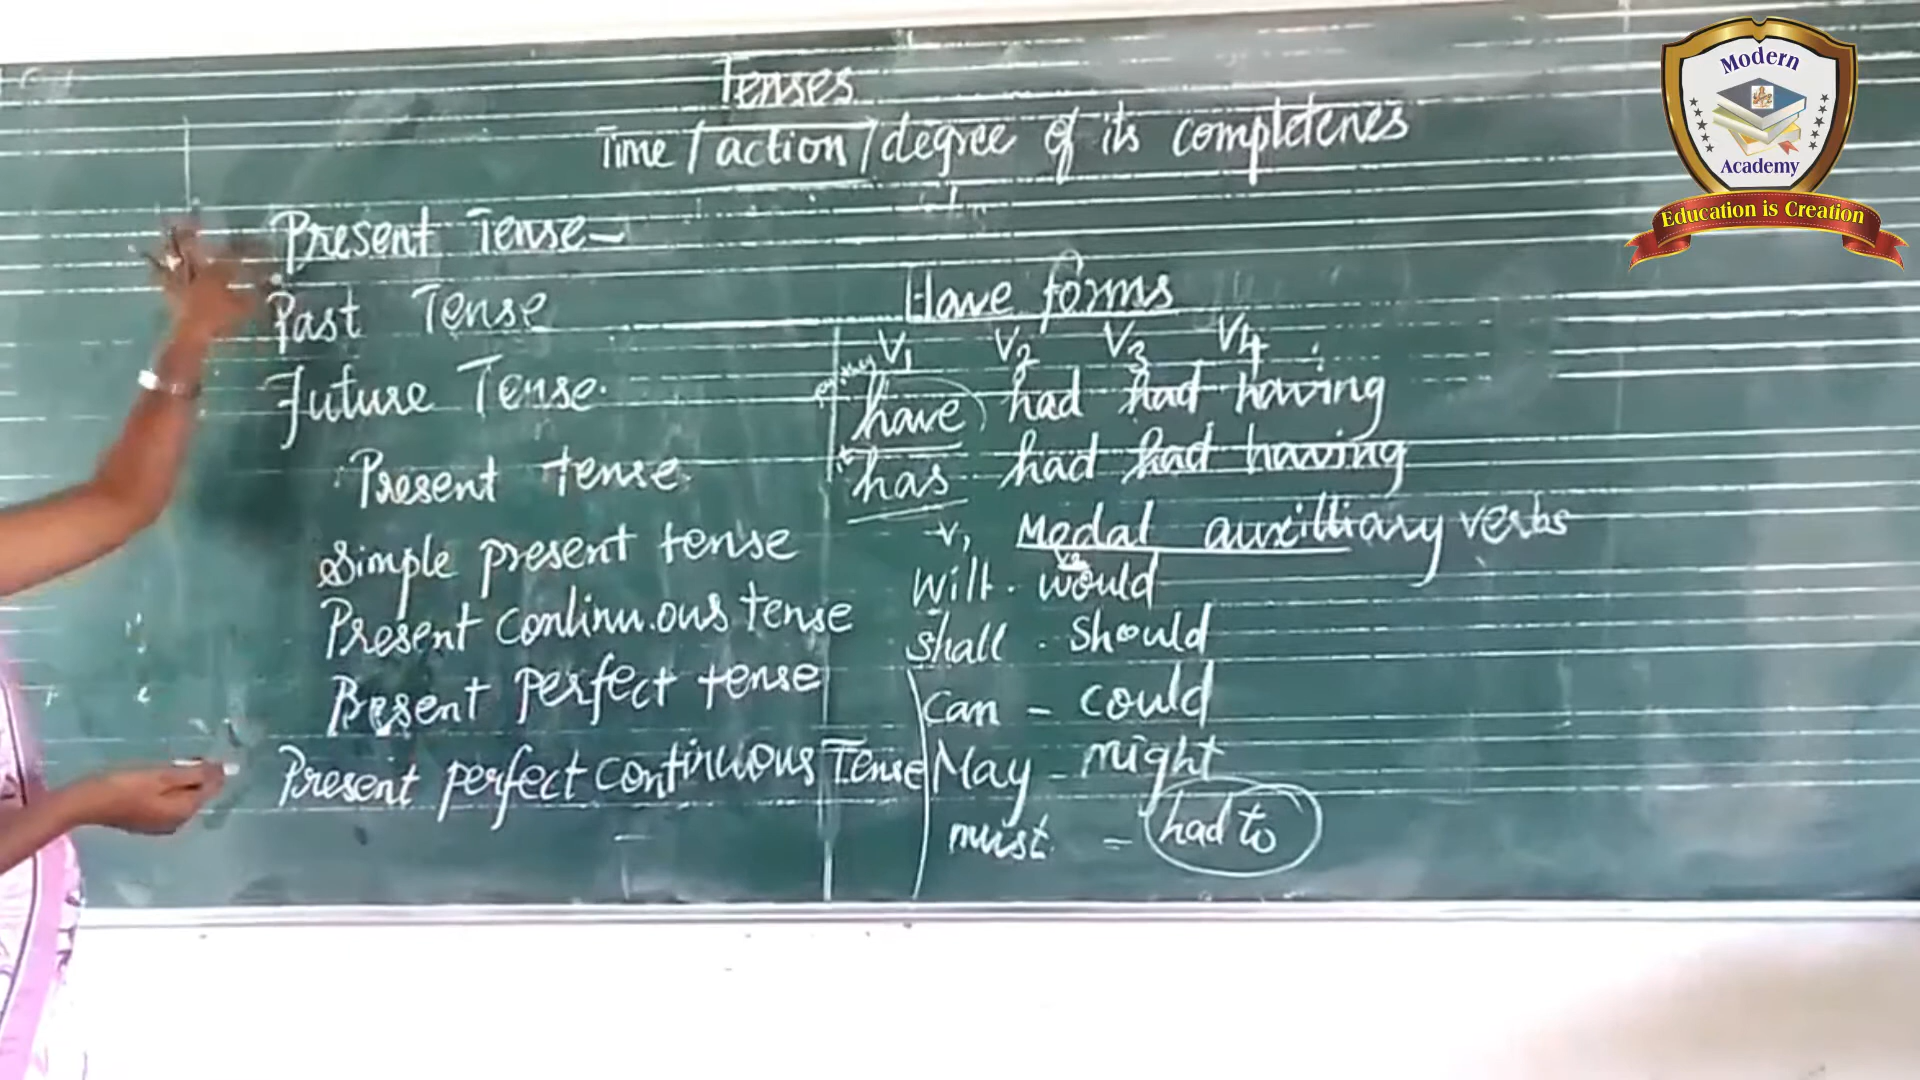 Tenses
Time / action / degree of its completenes
Present Tense-
Past Tense
Future Tense.
Present tense
Simple present tense
Present continuous tense
Present perfect tense
Present perfect continuous Tense
Have forms
V1 V2 V3 V4
have had had having
has had had having
V1 Modal auxilliary verbs
V2
Will . would
Shall . Should
Can - could
May - might
must = had to
Modern
Academy
Education is Creation